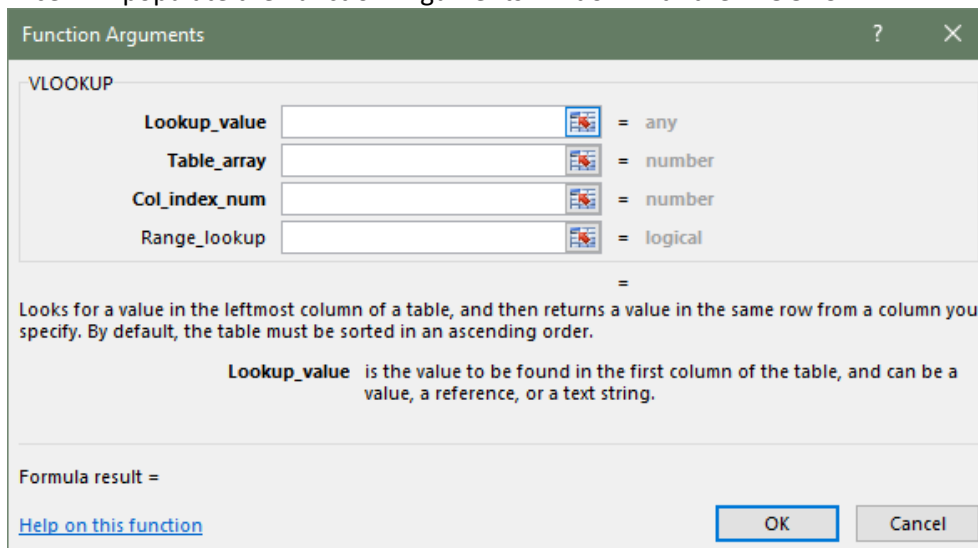 Function Arguments ? ×
VLOOKUP
Lookup_value = any
Table_array = number
Col_index_num = number
Range_lookup = logical
=
Looks for a value in the leftmost column of a table, and then returns a value in the same row from a column you
specify. By default, the table must be sorted in an ascending order.
Lookup_value is the value to be found in the first column of the table, and can be a
value, a reference, or a text string.
Formula result =
Help on this function OK Cancel